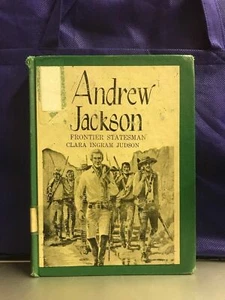 Andrew
Jackson
FRONTIER STATESMAN
CLARA INGRAM JUDSON